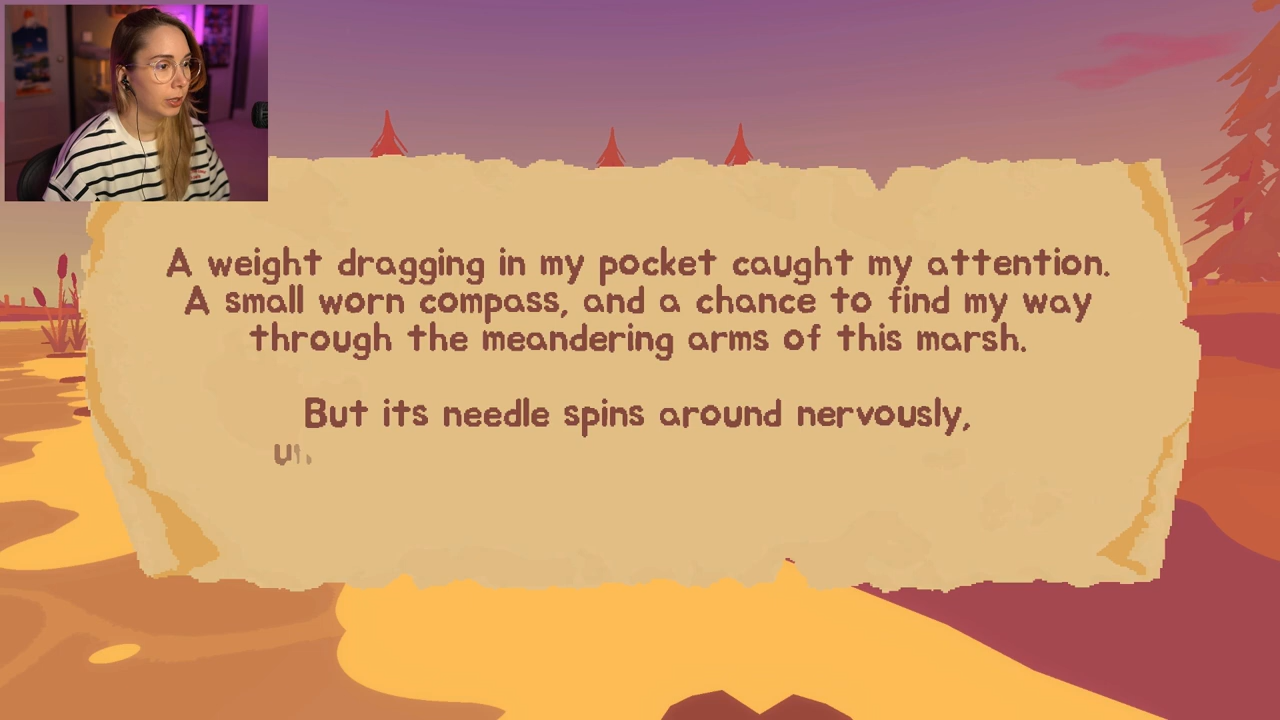 A weight dragging in my pocket caught my attention.
A small worn compass, and a chance to find my way
through the meandering arms of this marsh.
But its needle spins around nervously,